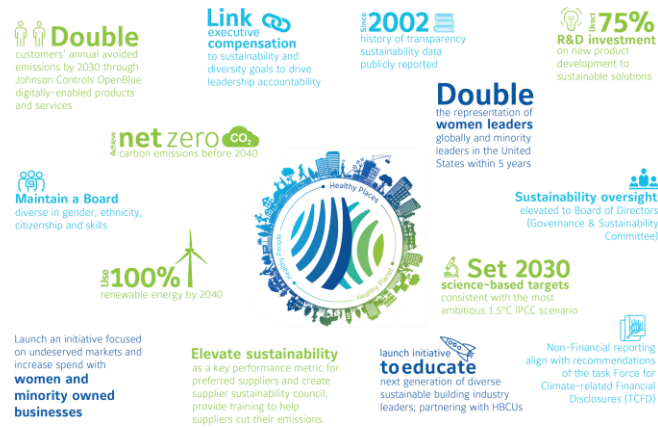 Double
customers' annual avoided
emissions by 2030 through
Johnson Controls OpenBlue
digitally-enabled products
and services
Link
executive
compensation
to sustainability and
diversity goals to drive
leadership accountability
Since 2002
history of transparency
sustainability data
publicly reported
Direct 75%
R&D investment
on new product
development to
sustainable solutions
Double
the representation of
women leaders
globally and minority
leaders in the United
States within 5 years
Achieve net zero CO2
carbon emissions before 2040
Maintain a Board
diverse in gender, ethnicity,
citizenship and skills
Healthy Places
Healthy People
Healthy Planet
Sustainability oversight
elevated to Board of Directors
(Governance & Sustainability
Committee)
Use 100%
renewable energy by 2040
Set 2030
science-based targets
consistent with the most
ambitious 1.5°C IPCC scenario
Launch an initiative focused
on undeserved markets and
increase spend with
women and
minority owned
businesses
Elevate sustainability
as a key performance metric for
preferred suppliers and create
supplier sustainability council;
provide training to help
suppliers cut their emissions
launch initiative
to educate
next generation of diverse
sustainable building industry
leaders; partnering with HBCUs
Non-Financial reporting
align with recommendations
of the task Force for
Climate-related Financial
Disclosures (TCFD)